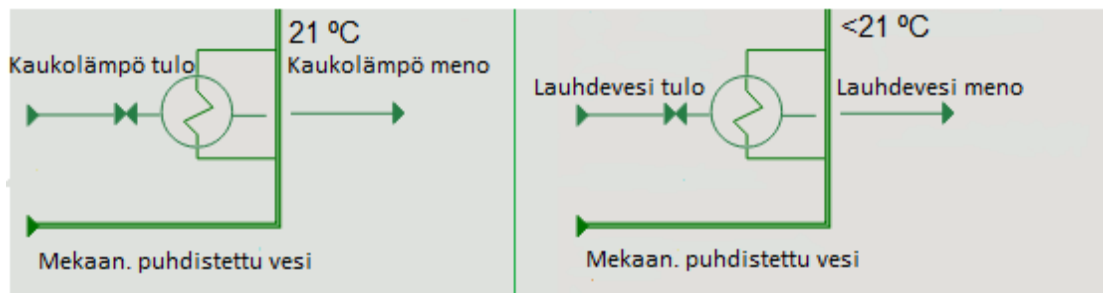 21 ºC
Kaukolämpö tulo
Kaukolämpö meno
Mekaan. puhdistettu vesi
<21 ºC
Lauhdevesi tulo
Lauhdevesi meno
Mekaan. puhdistettu vesi